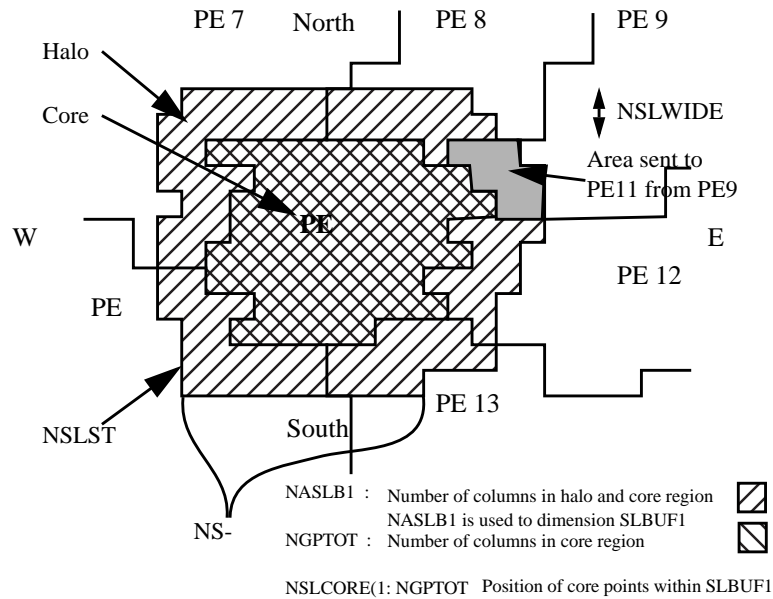 PE 7
North
PE 8
PE 9
Halo
Core
NSLWIDE
Area sent to
PE11 from PE9
PE
W
E
PE 12
PE
PE 13
NSLST
South
NS-
NASLB1 : Number of columns in halo and core region
NASLB1 is used to dimension SLBUF1
NGPTOT : Number of columns in core region
NSLCORE(1: NGPTOT Position of core points within SLBUF1